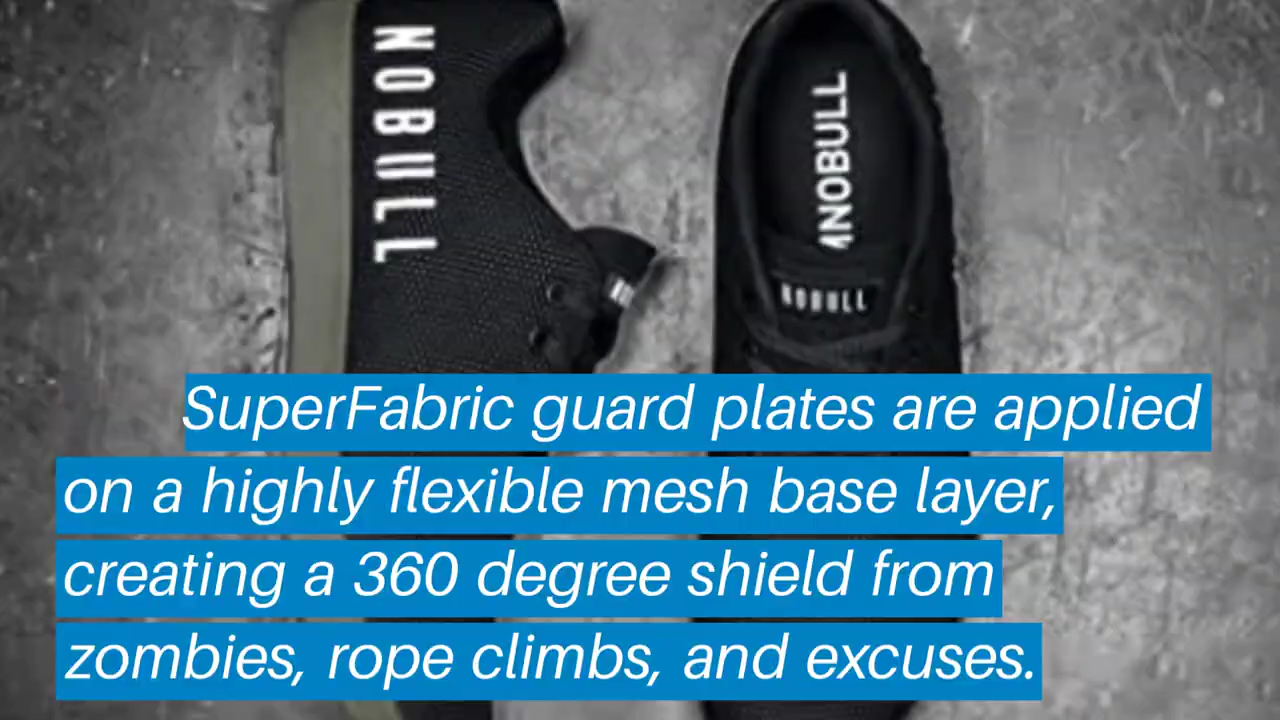 NOBULL
NOBULL
NOBULL
SuperFabric guard plates are applied
on a highly flexible mesh base layer,
creating a 360 degree shield from
zombies, rope climbs, and excuses.